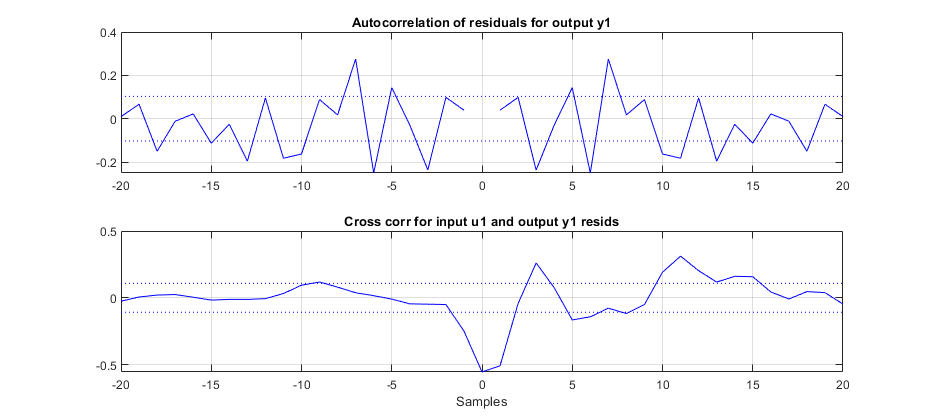 Autocorrelation of residuals for output y1
0.4
0.2
0
-0.2
-20 -15 -10 -5 0 5 10 15 20
Cross corr for input u1 and output y1 resids
0.5
0
-0.5
-20 -15 -10 -5 0 5 10 15 20
Samples